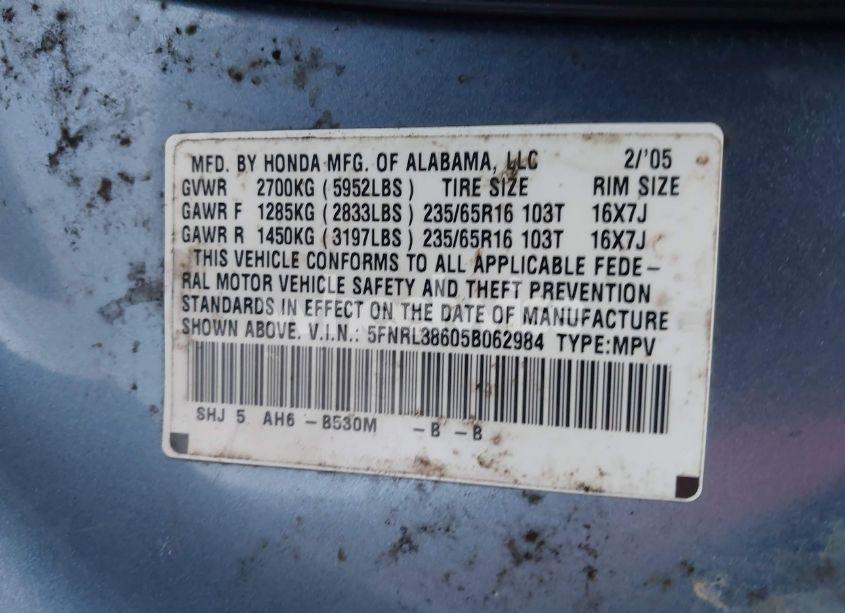 MFD. BY HONDA MFG. OF ALABAMA, LLC 2/'05
GVWR 2700KG (5952LBS) TIRE SIZE RIM SIZE
GAWR F 1285KG (2833LBS) 235/65R16 103T 16X7J
GAWR R 1450KG (3197LBS) 235/65R16 103T 16X7J
THIS VEHICLE CONFORMS TO ALL APPLICABLE FEDE-
RAL MOTOR VEHICLE SAFETY AND THEFT PREVENTION
STANDARDS IN EFFECT ON THE DATE OF MANUFACTURE
SHOWN ABOVE. V.I.N.: 5FNRL38605B062984 TYPE:MPV
SHJ 5 AH6 -B530M -B -B